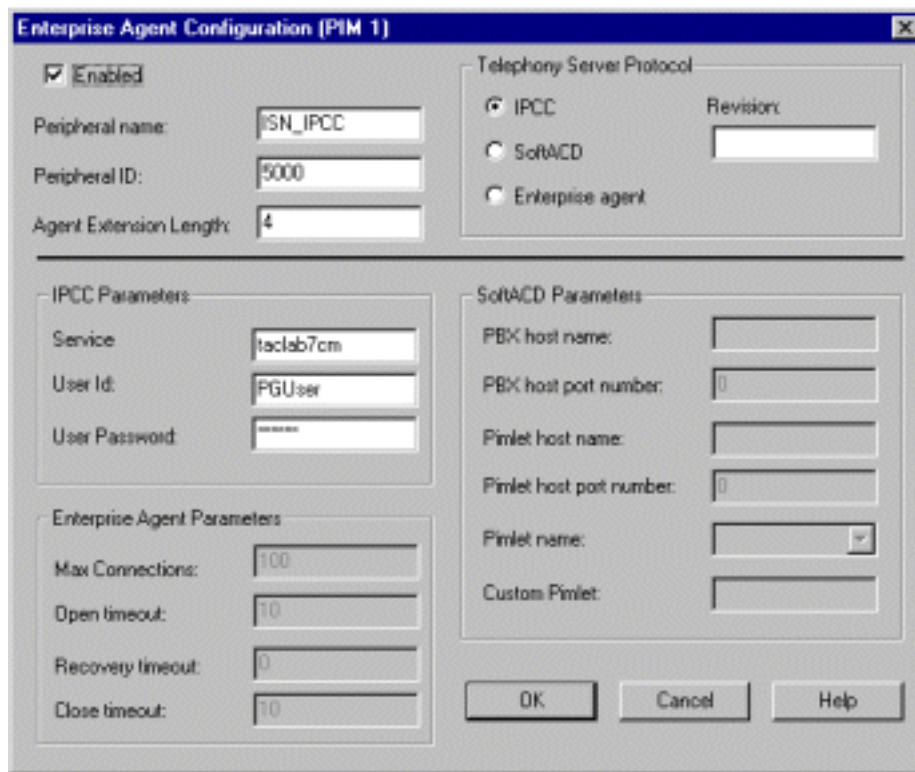 Enterprise Agent Configuration (PIM 1)
Enabled
Peripheral name: ISN_IPCC
Peripheral ID: 5000
Agent Extension Length: 4
Telephony Server Protocol
IPCC
Revision:
SoftACD
Enterprise agent
IPCC Parameters
Service taclab7cm
User Id: PGUser
User Password:
Enterprise Agent Parameters
Max Connections: 100
Open timeout: 10
Recovery timeout: 0
Close timeout: 10
SoftACD Parameters
PBX host name:
PBX host port number: 0
Pimlet host name:
Pimlet host port number: 0
Pimlet name:
Custom Pimlet:
OK Cancel Help